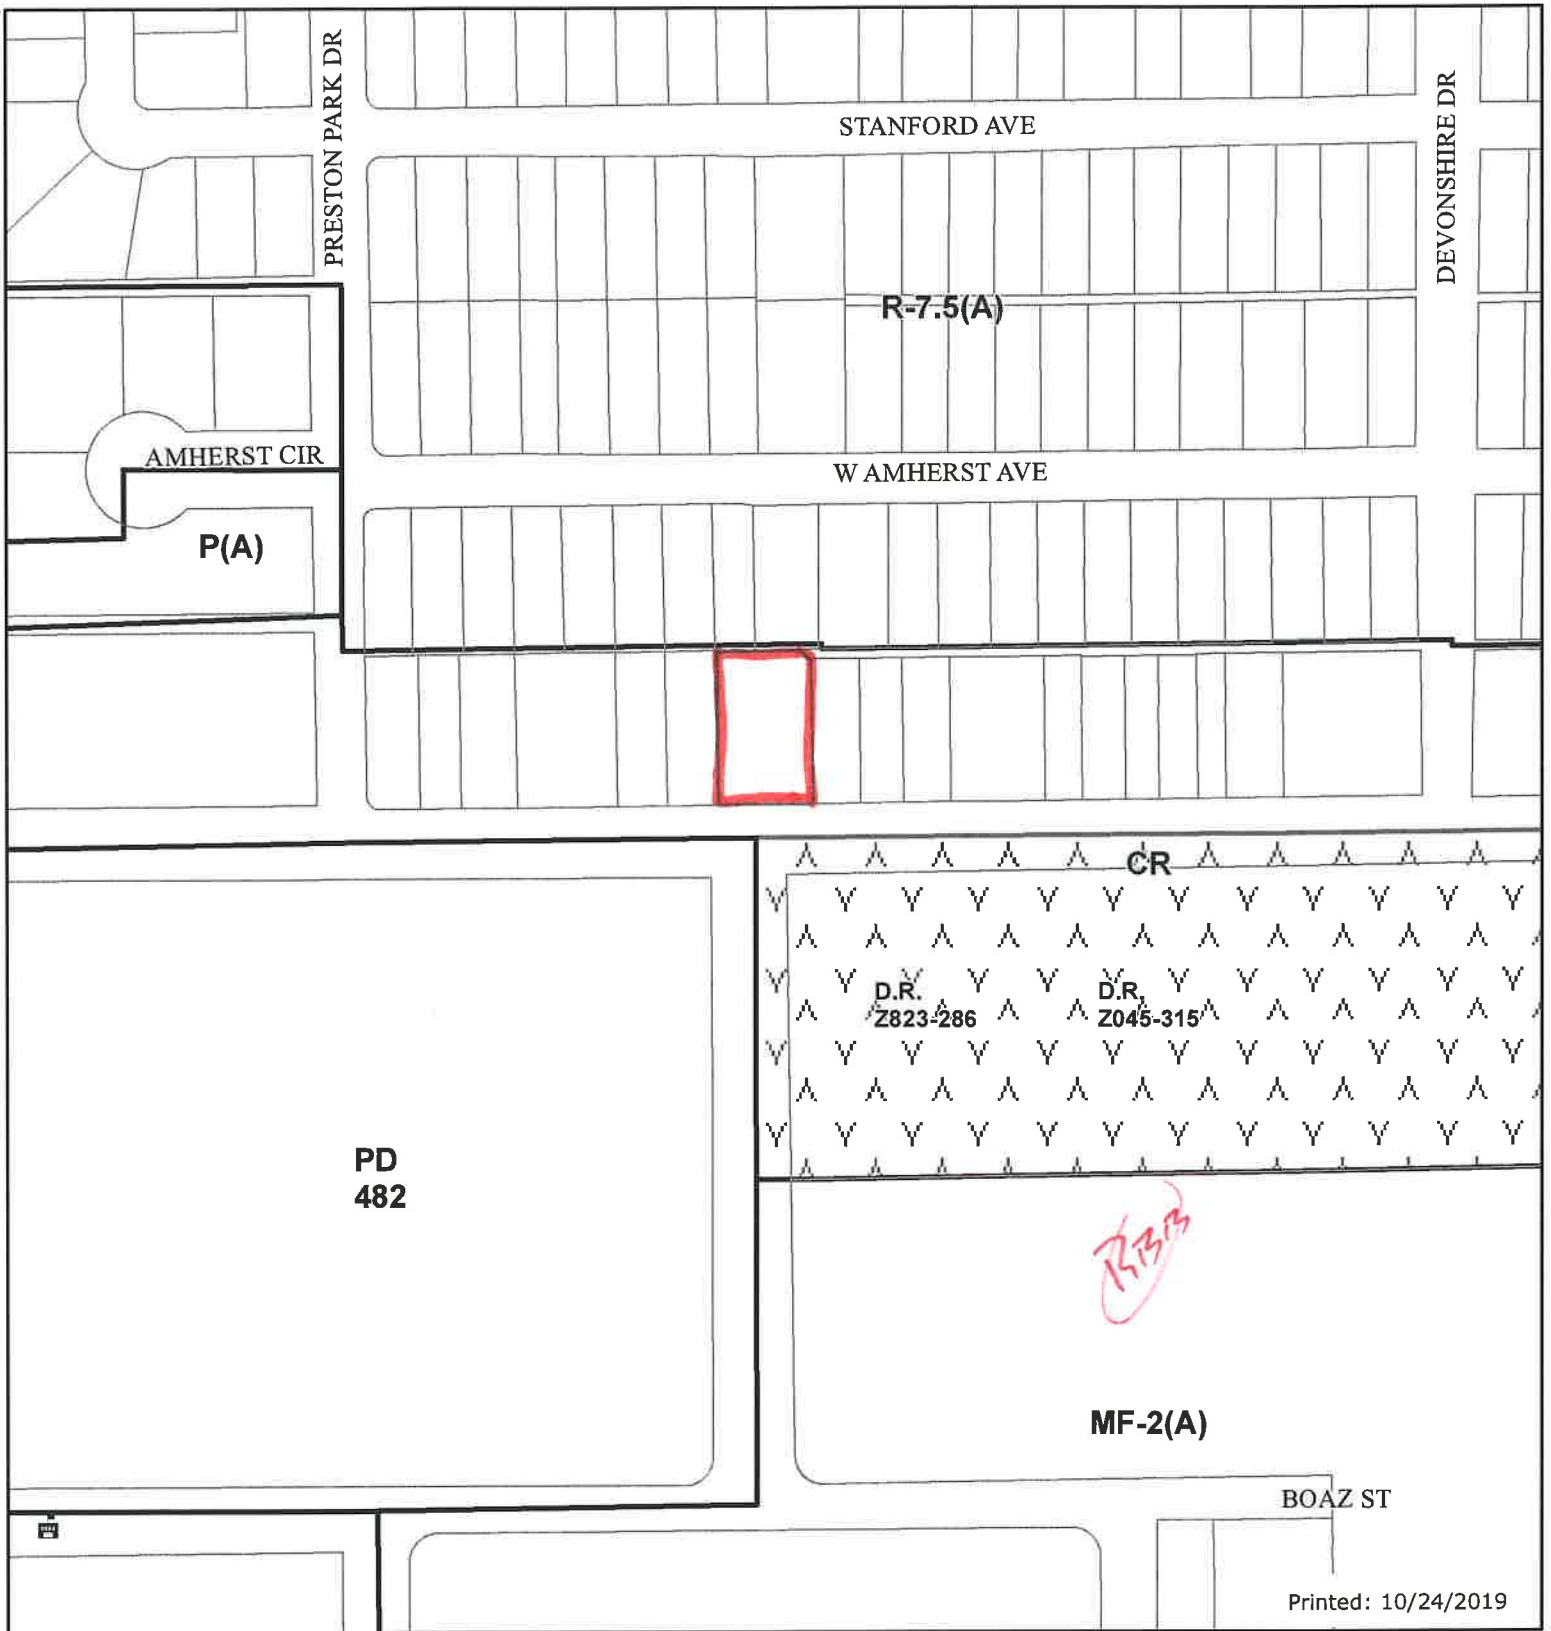 PRESTON PARK DR
STANFORD AVE
DEVONSHIRE DR
R-7.5(A)
AMHERST CIR
W AMHERST AVE
P(A)
CR
D.R.
Z823-286
D.R.
Z045-315
PD
482
MF-2(A)
BOAZ ST
Printed: 10/24/2019